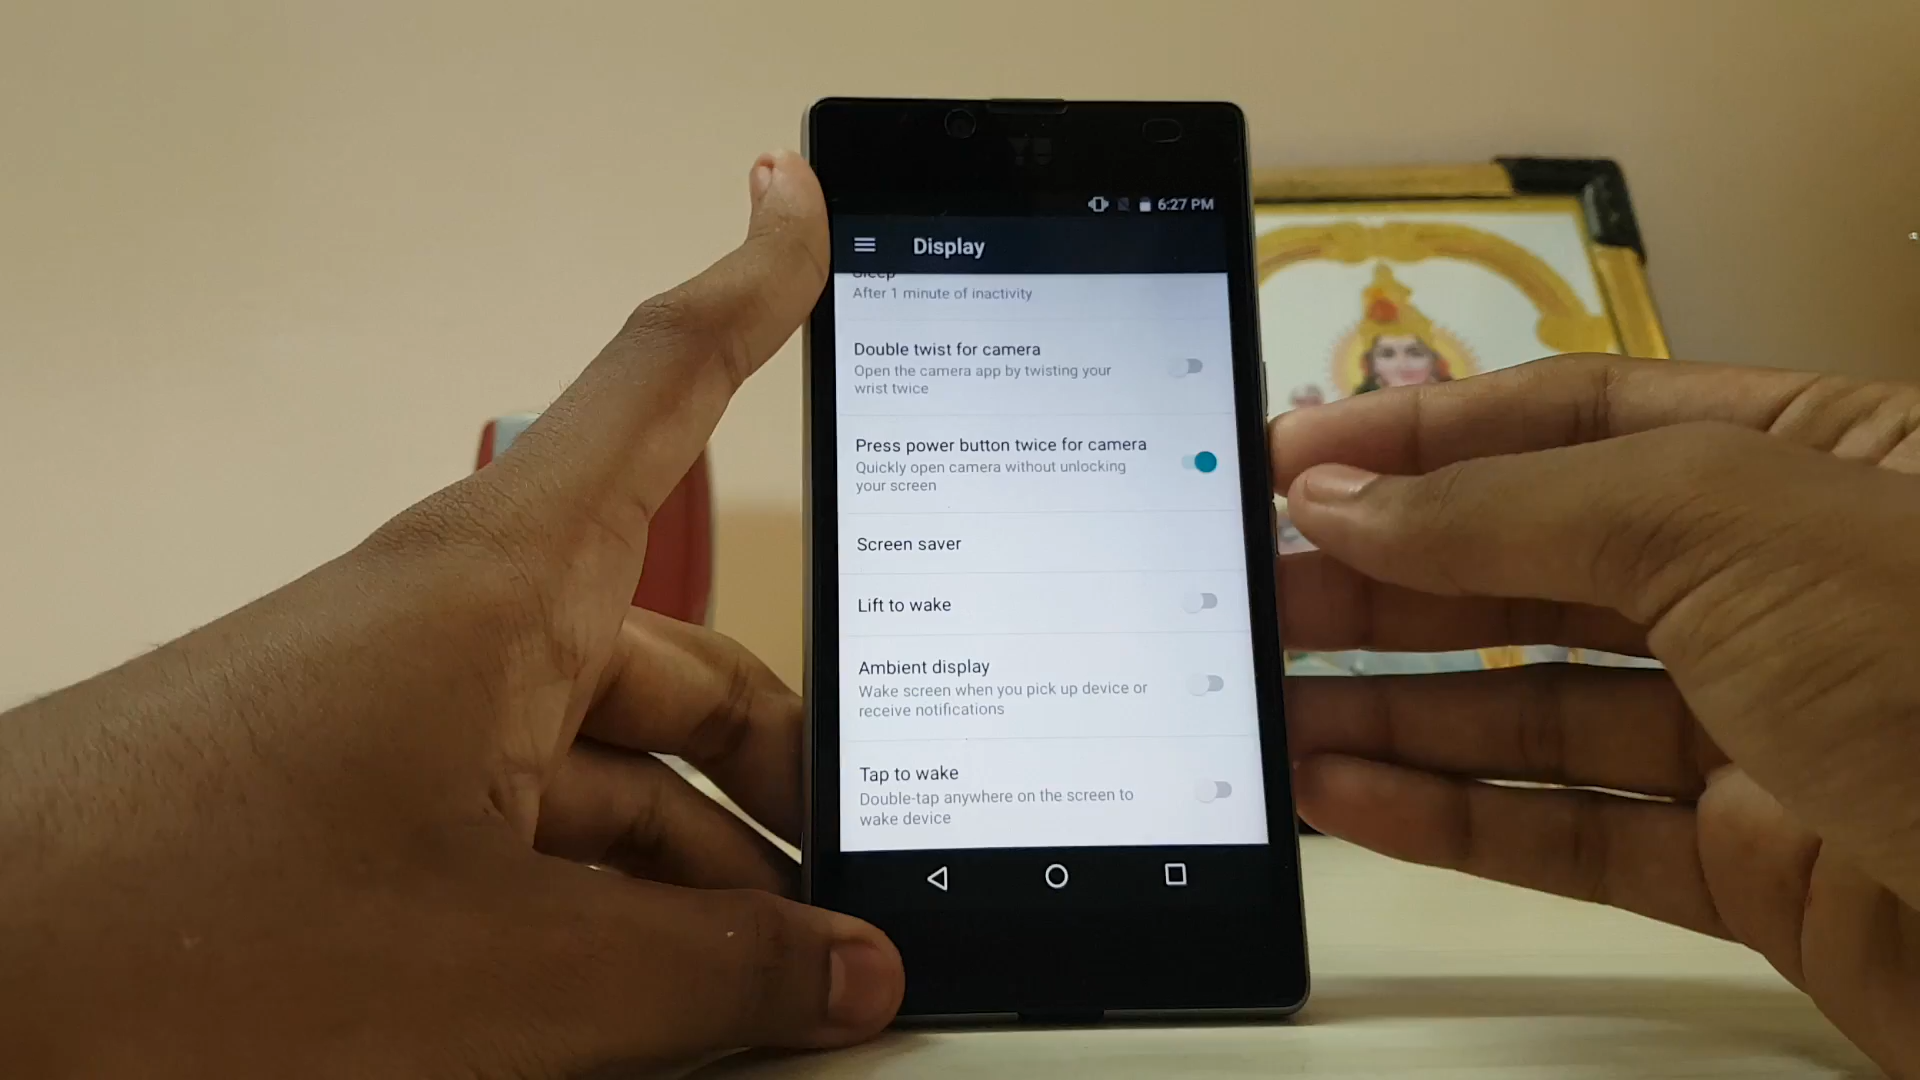 YU
6:27 PM
Display
Sleep
After 1 minute of inactivity
Double twist for camera
Open the camera app by twisting your
wrist twice
Press power button twice for camera
Quickly open camera without unlocking
your screen
Screen saver
Lift to wake
Ambient display
Wake screen when you pick up device or
receive notifications
Tap to wake
Double-tap anywhere on the screen to
wake device